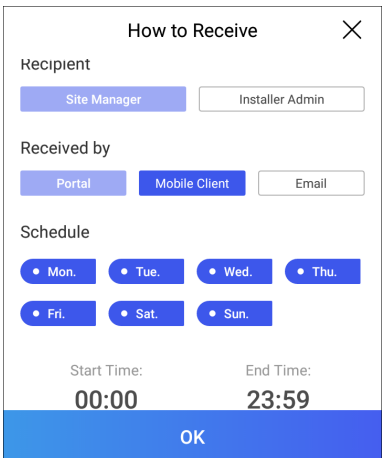 How to Receive
Recipient
Site Manager Installer Admin
Received by
Portal Mobile Client Email
Schedule
Mon. Tue. Wed. Thu.
Fri. Sat. Sun.
Start Time: End Time:
00:00 23:59
OK